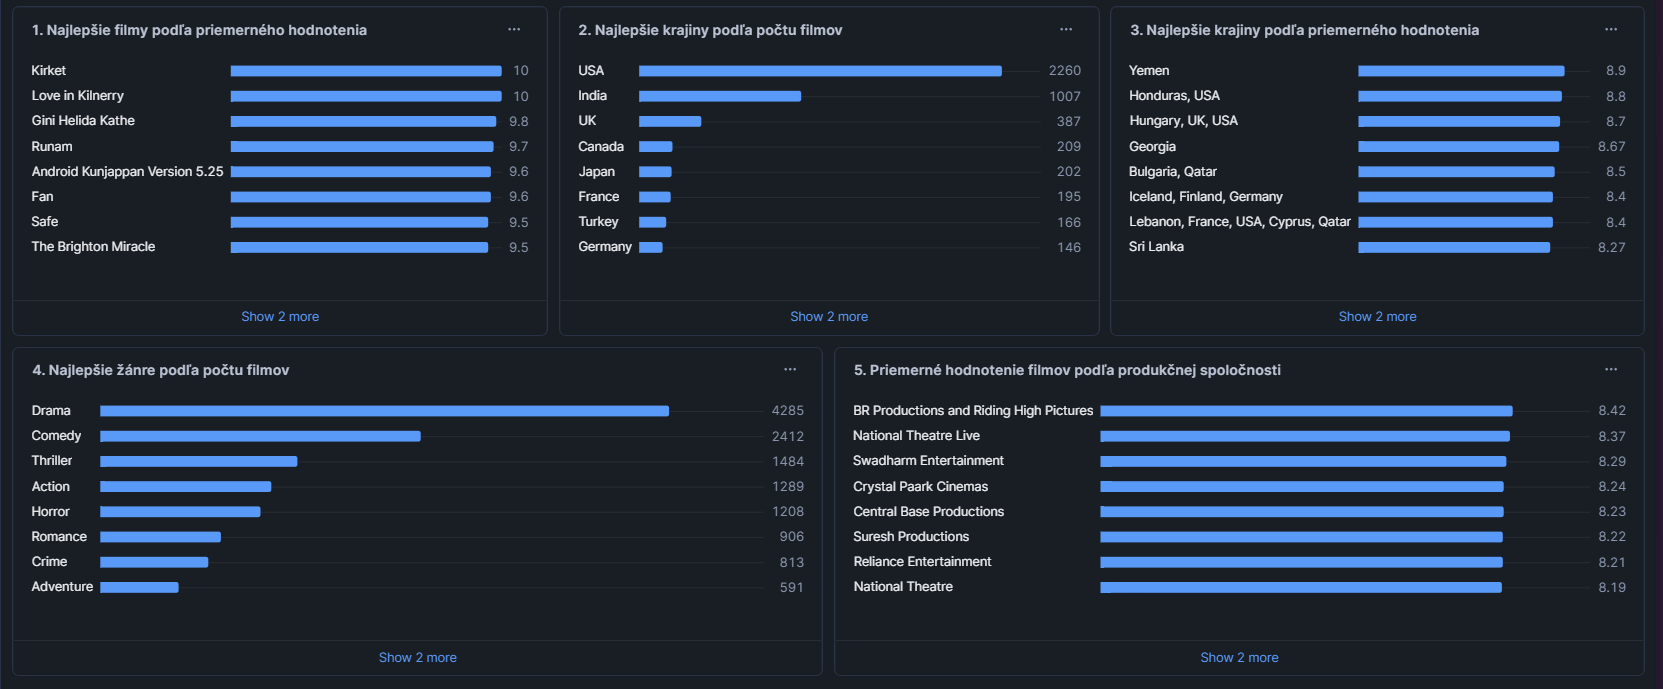 1. Najlepšie filmy podľa priemerného hodnotenia
Kirket 10
Love in Kilnerry 10
Gini Helida Kathe 9.8
Runam 9.7
Android Kunjappan Version 5.25 9.6
Fan 9.6
Safe 9.5
The Brighton Miracle 9.5
Show 2 more
2. Najlepšie krajiny podľa počtu filmov
USA 2260
India 1007
UK 387
Canada 209
Japan 202
France 195
Turkey 166
Germany 146
Show 2 more
3. Najlepšie krajiny podľa priemerného hodnotenia
Yemen 8.9
Honduras, USA 8.8
Hungary, UK, USA 8.7
Georgia 8.67
Bulgaria, Qatar 8.5
Iceland, Finland, Germany 8.4
Lebanon, France, USA, Cyprus, Qatar 8.4
Sri Lanka 8.27
Show 2 more
4. Najlepšie žánre podľa počtu filmov
Drama 4285
Comedy 2412
Thriller 1484
Action 1289
Horror 1208
Romance 906
Crime 813
Adventure 591
Show 2 more
5. Priemerné hodnotenie filmov podľa produkčnej spoločnosti
BR Productions and Riding High Pictures 8.42
National Theatre Live 8.37
Swadharm Entertainment 8.29
Crystal Paark Cinemas 8.24
Central Base Productions 8.23
Suresh Productions 8.22
Reliance Entertainment 8.21
National Theatre 8.19
Show 2 more